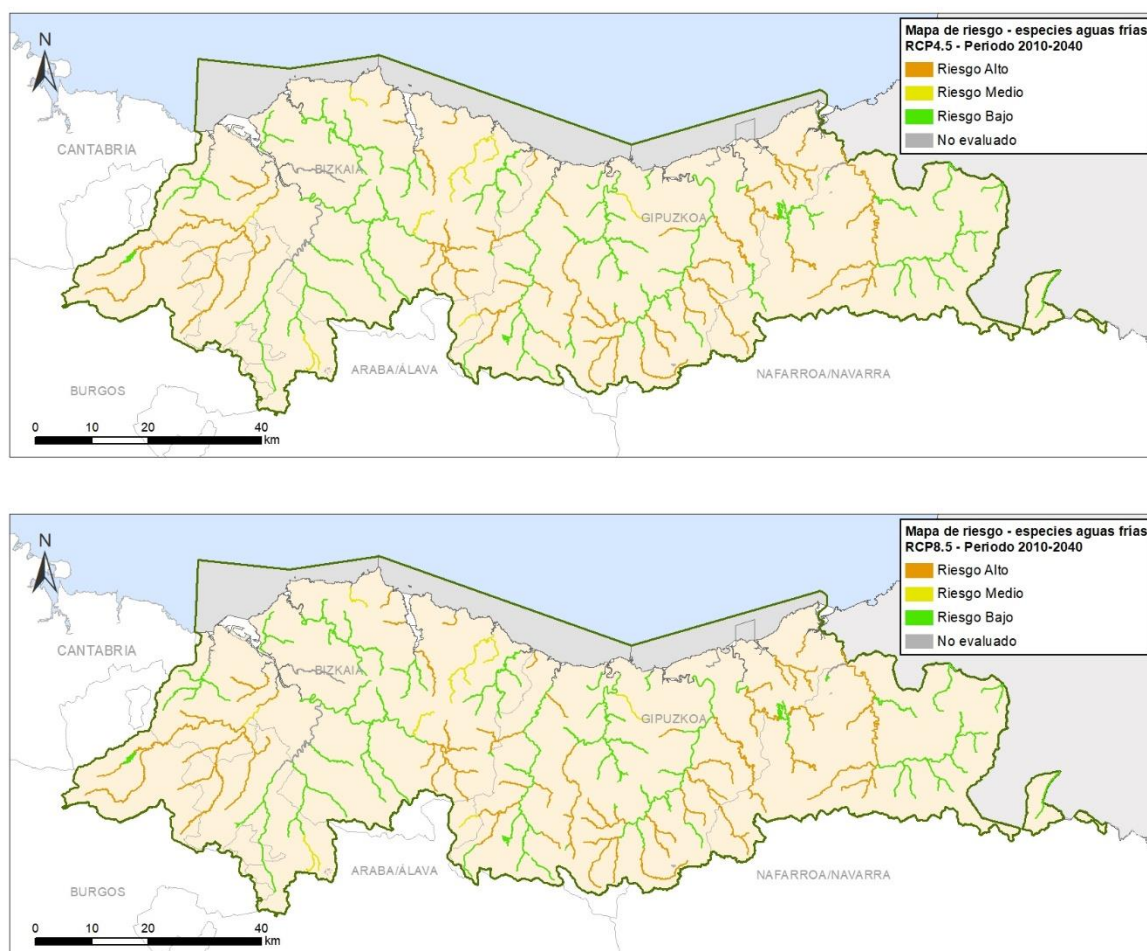 Mapa de riesgo - especies aguas frías
RCP4.5 - Periodo 2010-2040
Riesgo Alto
Riesgo Medio
Riesgo Bajo
No evaluado
N
CANTABRIA
BIZKAIA
GIPUZKOA
ARABA/ÁLAVA
NAFARROA/NAVARRA
BURGOS
0 10 20 40
km
Mapa de riesgo - especies aguas frías
RCP8.5 - Periodo 2010-2040
Riesgo Alto
Riesgo Medio
Riesgo Bajo
No evaluado
N
CANTABRIA
BIZKAIA
GIPUZKOA
ARABA/ÁLAVA
NAFARROA/NAVARRA
BURGOS
0 10 20 40
km